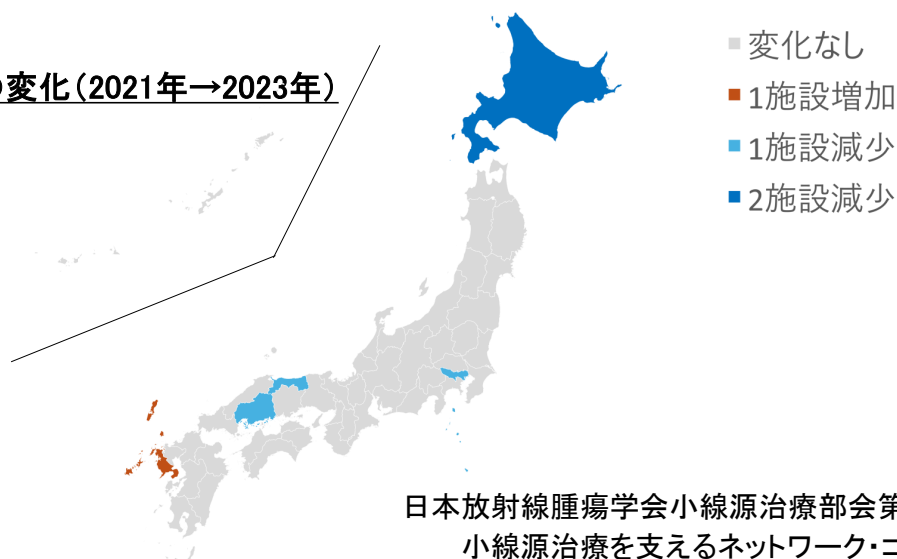 の変化(2021年→2023年)
変化なし
1施設増加
1施設減少
2施設減少
日本放射線腫瘍学会小線源治療部会第
小線源治療を支えるネットワーク・コ